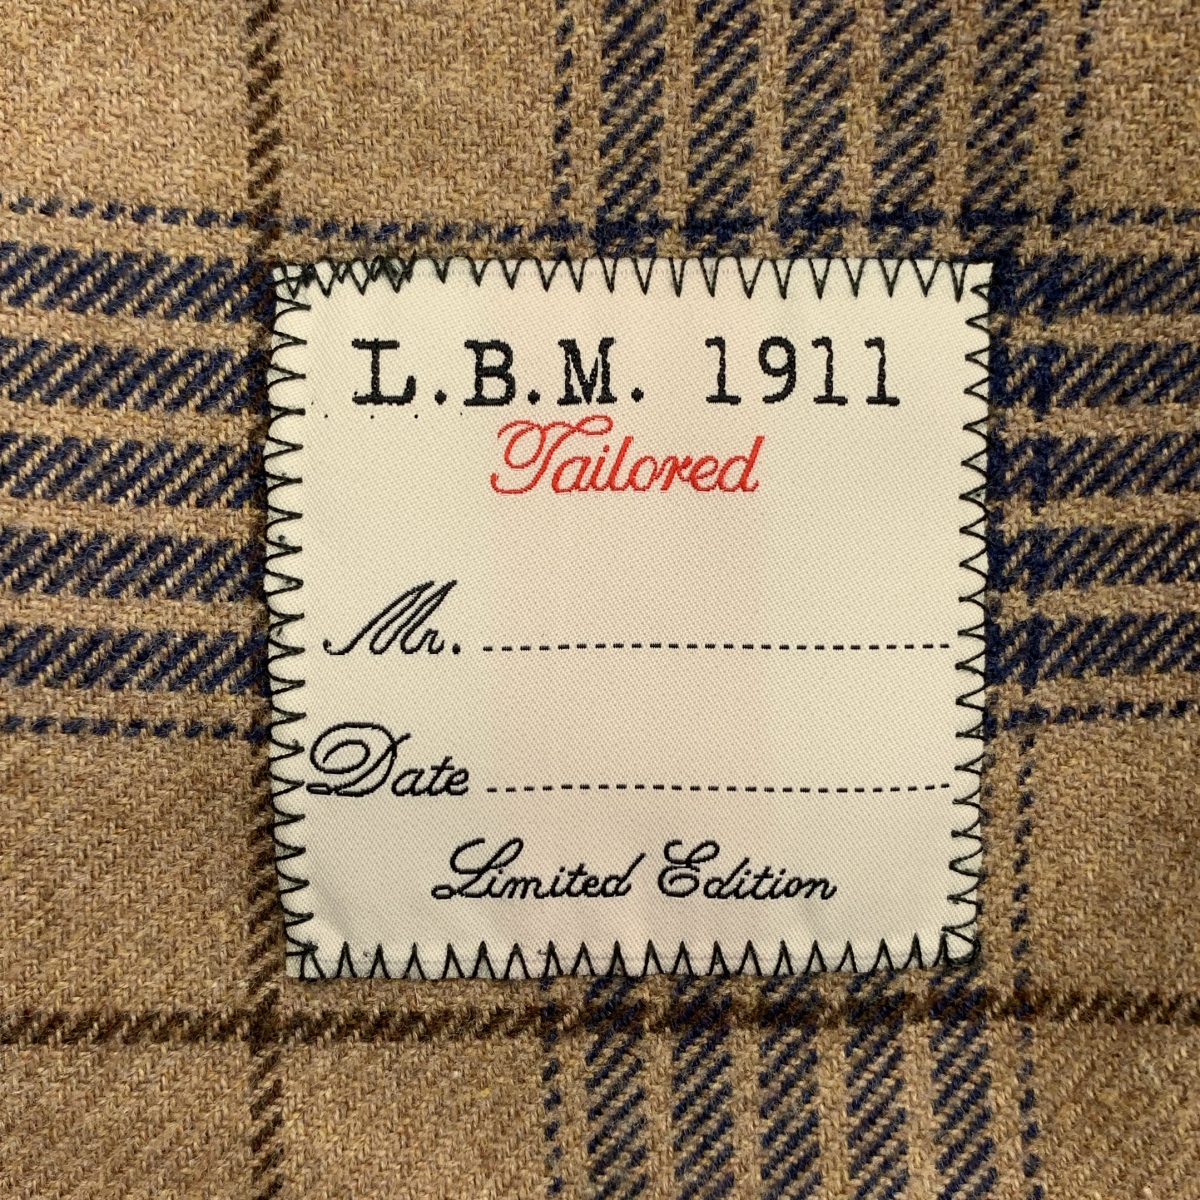 L.B.M. 1911
Tailored
Mr.
Date
Limited Edition